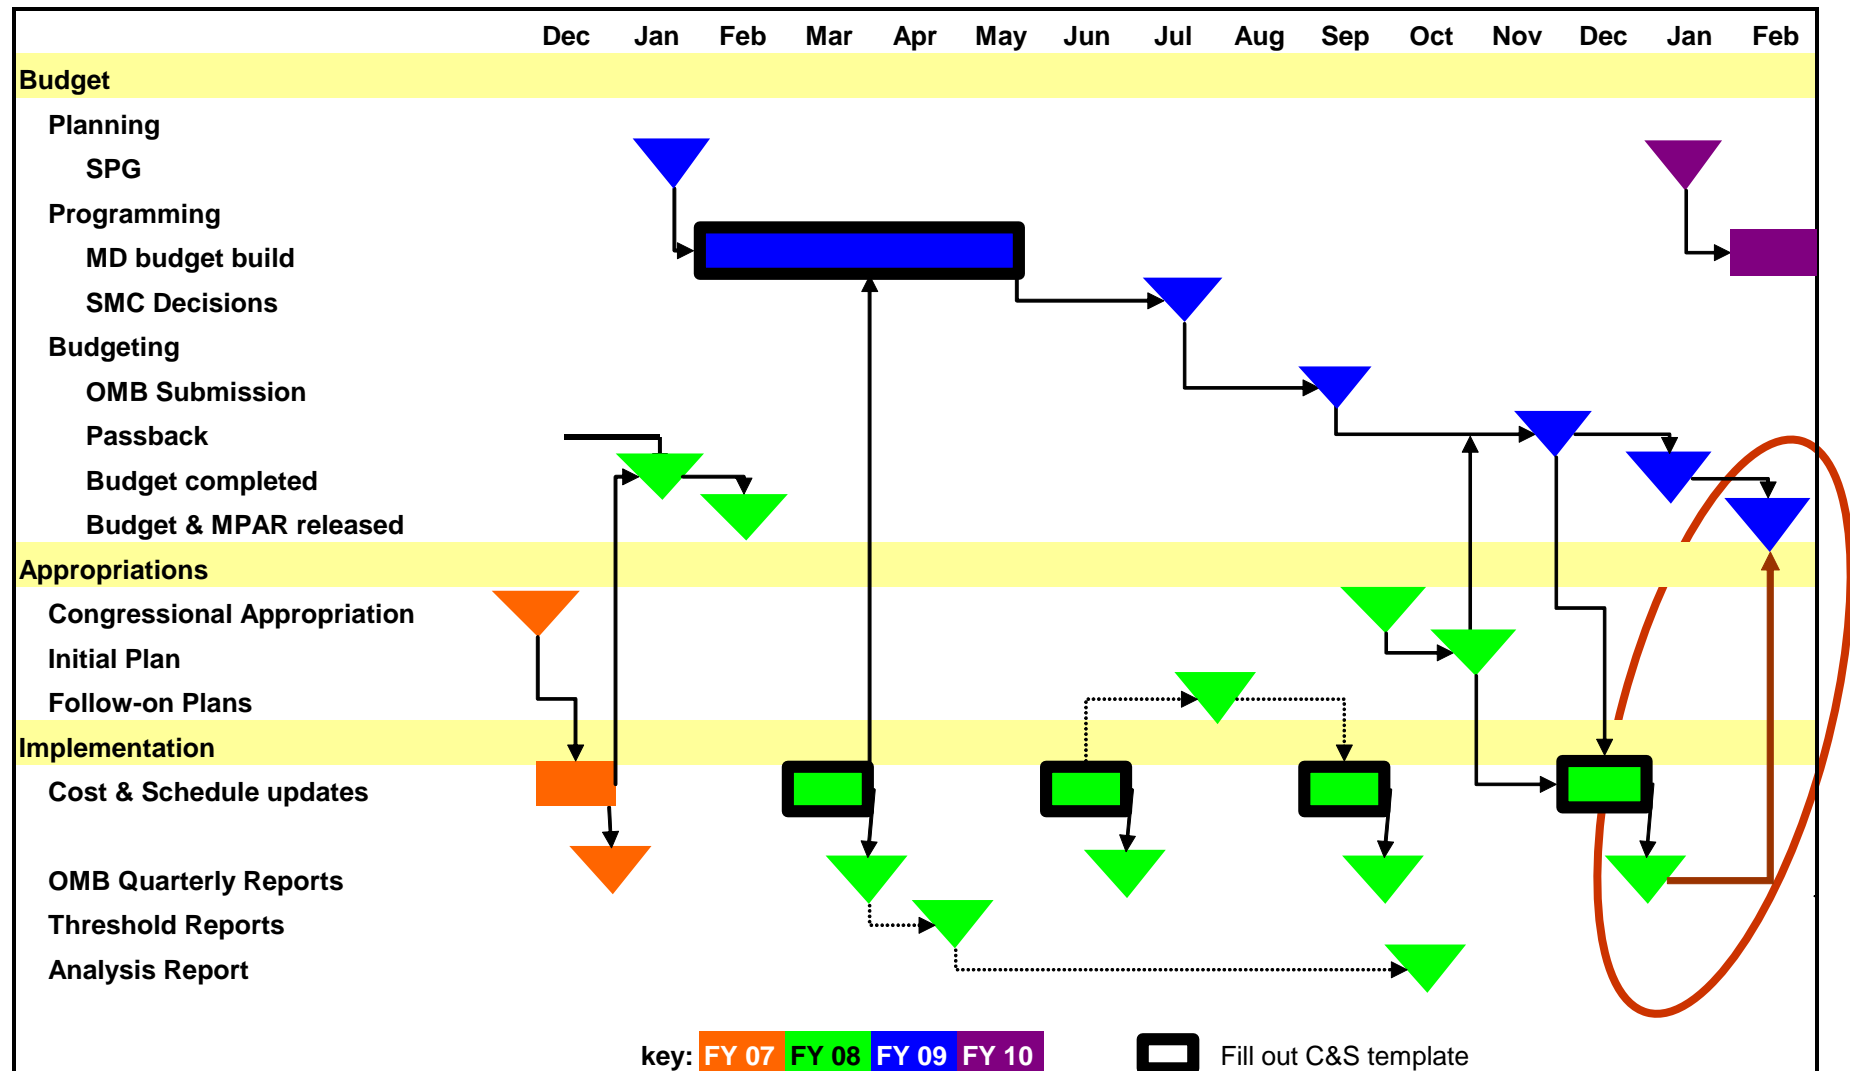 Dec Jan Feb Mar Apr May Jun Jul Aug Sep Oct Nov Dec Jan Feb
Budget
Planning
SPG
Programming
MD budget build
SMC Decisions
Budgeting
OMB Submission
Passback
Budget completed
Budget & MPAR released
Appropriations
Congressional Appropriation
Initial Plan
Follow-on Plans
Implementation
Cost & Schedule updates
OMB Quarterly Reports
Threshold Reports
Analysis Report
key: FY 07 FY 08 FY 09 FY 10 Fill out C&S template